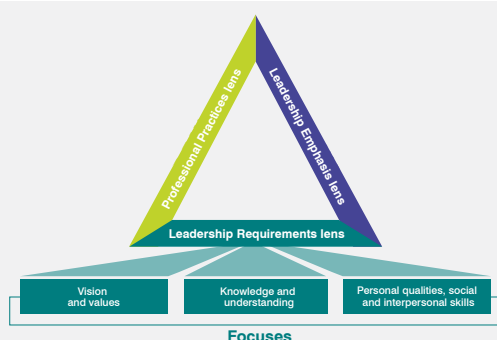 Professional Practices lens
Leadership Emphasis lens
Leadership Requirements lens
Vision
and values
Knowledge and
understanding
Personal qualities, social
and interpersonal skills
Focuses